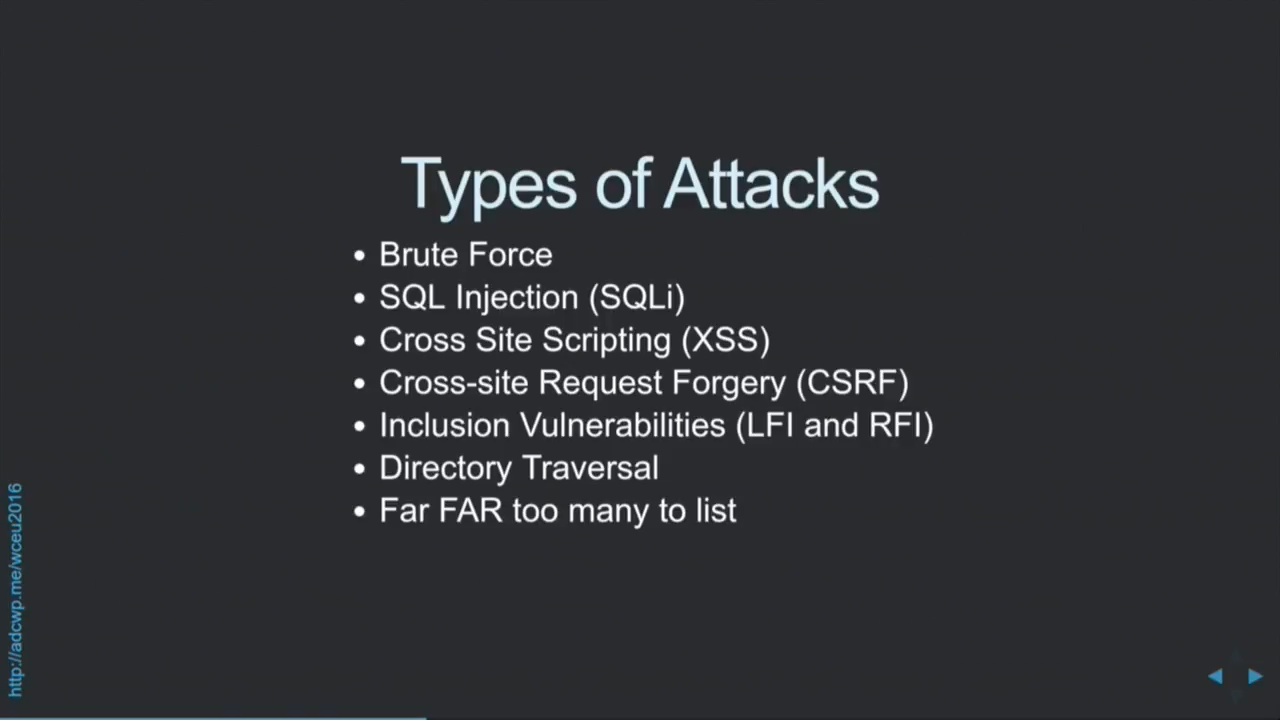 Types of Attacks
Brute Force
SQL Injection (SQLi)
Cross Site Scripting (XSS)
Cross-site Request Forgery (CSRF)
Inclusion Vulnerabilities (LFI and RFI)
Directory Traversal
Far FAR too many to list
http://adcwp.me/wceu2016